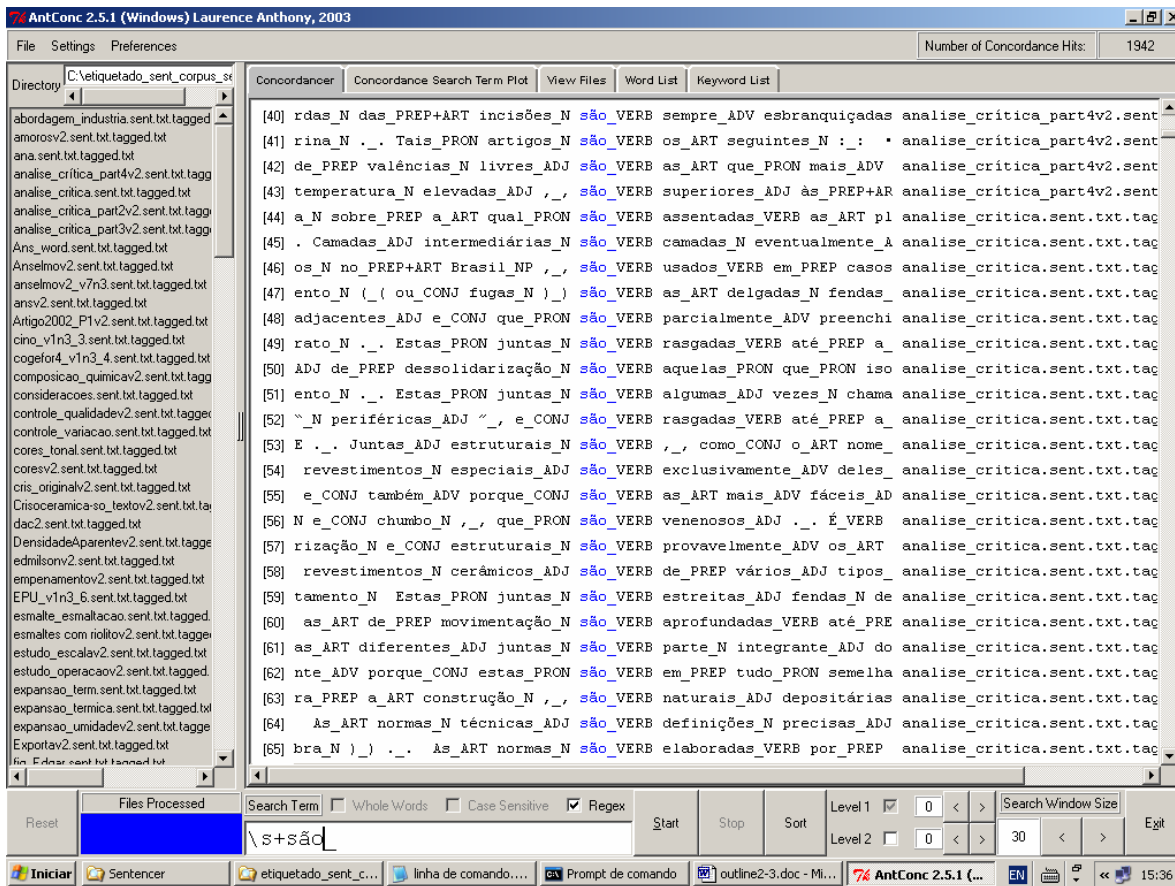 AntConc 2.5.1 (Windows) Laurence Anthony, 2003
File Settings Preferences
Number of Concordance Hits: 1942
Directory C:\etiquetado_sent_corpus_se
Concordancer Concordance Search Term Plot View Files Word List Keyword List
abordagem_industria.sent.txt.tagged
amorosv2.sent.txt.tagged.txt
ana.sent.txt.tagged.txt
analise_crítica_part4v2.sent.txt.tagg
analise_critica.sent.txt.tagged.txt
analise_critica_part2v2.sent.txt.tagge
analise_critica_part3v2.sent.txt.tagge
Ans_word.sent.txt.tagged.txt
Anselmov2.sent.txt.tagged.txt
anselmov2_v7n3.sent.txt.tagged.txt
ansv2.sent.txt.tagged.txt
Artigo2002_P1v2.sent.txt.tagged.txt
cino_v1n3_3.sent.txt.tagged.txt
cogefor4_v1n3_4.sent.txt.tagged.txt
composicao_quimicav2.sent.txt.tagg
consideracoes.sent.txt.tagged.txt
controle_qualidadev2.sent.txt.tagged
controle_variacao.sent.txt.tagged.txt
cores_tonal.sent.txt.tagged.txt
coresv2.sent.txt.tagged.txt
cris_originalv2.sent.txt.tagged.txt
Crisoceramica-so_textov2.sent.txt.ta
dac2.sent.txt.tagged.txt
DensidadeAparentev2.sent.txt.tagge
edmilsonv2.sent.txt.tagged.txt
empenamentov2.sent.txt.tagged.txt
EPU_v1n3_6.sent.txt.tagged.txt
esmalte_esmaltacao.sent.txt.tagged.
esmaltes com riolitov2.sent.txt.tagge
estudo_escalav2.sent.txt.tagged.txt
estudo_operacaov2.sent.txt.tagged.
expansao_term.sent.txt.tagged.txt
expansao_termica.sent.txt.tagged.txt
expansao_umidadev2.sent.txt.tagge
Exportav2.sent.txt.tagged.txt
fig_Edgar.sent.txt.tagged.txt
[40] rdas_N das_PREP+ART incisões_N são_VERB sempre_ADV esbranquiçadas analise_crítica_part4v2.sent
[41] rina_N ._. Tais_PRON artigos_N são_VERB os_ART seguintes_N :_: • analise_crítica_part4v2.sent
[42] de_PREP valências_N livres_ADJ são_VERB as_ART que_PRON mais_ADV analise_crítica_part4v2.sent
[43] temperatura_N elevadas_ADJ ,_, são_VERB superiores_ADJ às_PREP+AR analise_crítica_part4v2.sent
[44] a_N sobre_PREP a_ART qual_PRON são_VERB assentadas_VERB as_ART pl analise_critica.sent.txt.tag
[45] . Camadas_ADJ intermediárias_N são_VERB camadas_N eventualmente_A analise_critica.sent.txt.tag
[46] os_N no_PREP+ART Brasil_NP ,_, são_VERB usados_VERB em_PREP casos analise_critica.sent.txt.tag
[47] ento_N (_( ou_CONJ fugas_N )_) são_VERB as_ART delgadas_N fendas_ analise_critica.sent.txt.tag
[48] adjacentes_ADJ e_CONJ que_PRON são_VERB parcialmente_ADV preenchi analise_critica.sent.txt.tag
[49] rato_N ._. Estas_PRON juntas_N são_VERB rasgadas_VERB até_PREP a_ analise_critica.sent.txt.tag
[50] ADJ de_PREP dessolidarização_N são_VERB aquelas_PRON que_PRON iso analise_critica.sent.txt.tag
[51] ento_N ._. Estas_PRON juntas_N são_VERB algumas_ADJ vezes_N chama analise_critica.sent.txt.tag
[52] “_N periféricas_ADJ ”_, e_CONJ são_VERB rasgadas_VERB até_PREP a_ analise_critica.sent.txt.tag
[53] E ._. Juntas_ADJ estruturais_N são_VERB ,_, como_CONJ o_ART nome_ analise_critica.sent.txt.tag
[54] revestimentos_N especiais_ADJ são_VERB exclusivamente_ADV deles_ analise_critica.sent.txt.tag
[55] e_CONJ também_ADV porque_CONJ são_VERB as_ART mais_ADV fáceis_AD analise_critica.sent.txt.tag
[56] N e_CONJ chumbo_N ,_, que_PRON são_VERB venenosos_ADJ ._. É_VERB analise_critica.sent.txt.tag
[57] rização_N e_CONJ estruturais_N são_VERB provavelmente_ADV os_ART analise_critica.sent.txt.tag
[58] revestimentos_N cerâmicos_ADJ são_VERB de_PREP vários_ADJ tipos_ analise_critica.sent.txt.tag
[59] tamento_N Estas_PRON juntas_N são_VERB estreitas_ADJ fendas_N de analise_critica.sent.txt.tag
[60] as_ART de_PREP movimentação_N são_VERB aprofundadas_VERB até_PRE analise_critica.sent.txt.tag
[61] as_ART diferentes_ADJ juntas_N são_VERB parte_N integrante_ADJ do analise_critica.sent.txt.tag
[62] nte_ADV porque_CONJ estas_PRON são_VERB em_PREP tudo_PRON semelha analise_critica.sent.txt.tag
[63] ra_PREP a_ART construção_N ,_, são_VERB naturais_ADJ depositárias analise_critica.sent.txt.tag
[64] As_ART normas_N técnicas_ADJ são_VERB definições_N precisas_ADJ analise_critica.sent.txt.tag
[65] bra_N )_) ._. As_ART normas_N são_VERB elaboradas_VERB por_PREP analise_critica.sent.txt.tag
Reset Files Processed Search Term Whole Words Case Sensitive Regex Start Stop Sort Level 1 0 < > Search Window Size Exit
\s+são_ Level 2 0 < > 30 < >
Iniciar Sentencer etiquetado_sent_c... linha de comando.... Prompt de comando outline2-3.doc - Mi... AntConc 2.5.1 (... EN « 15:36